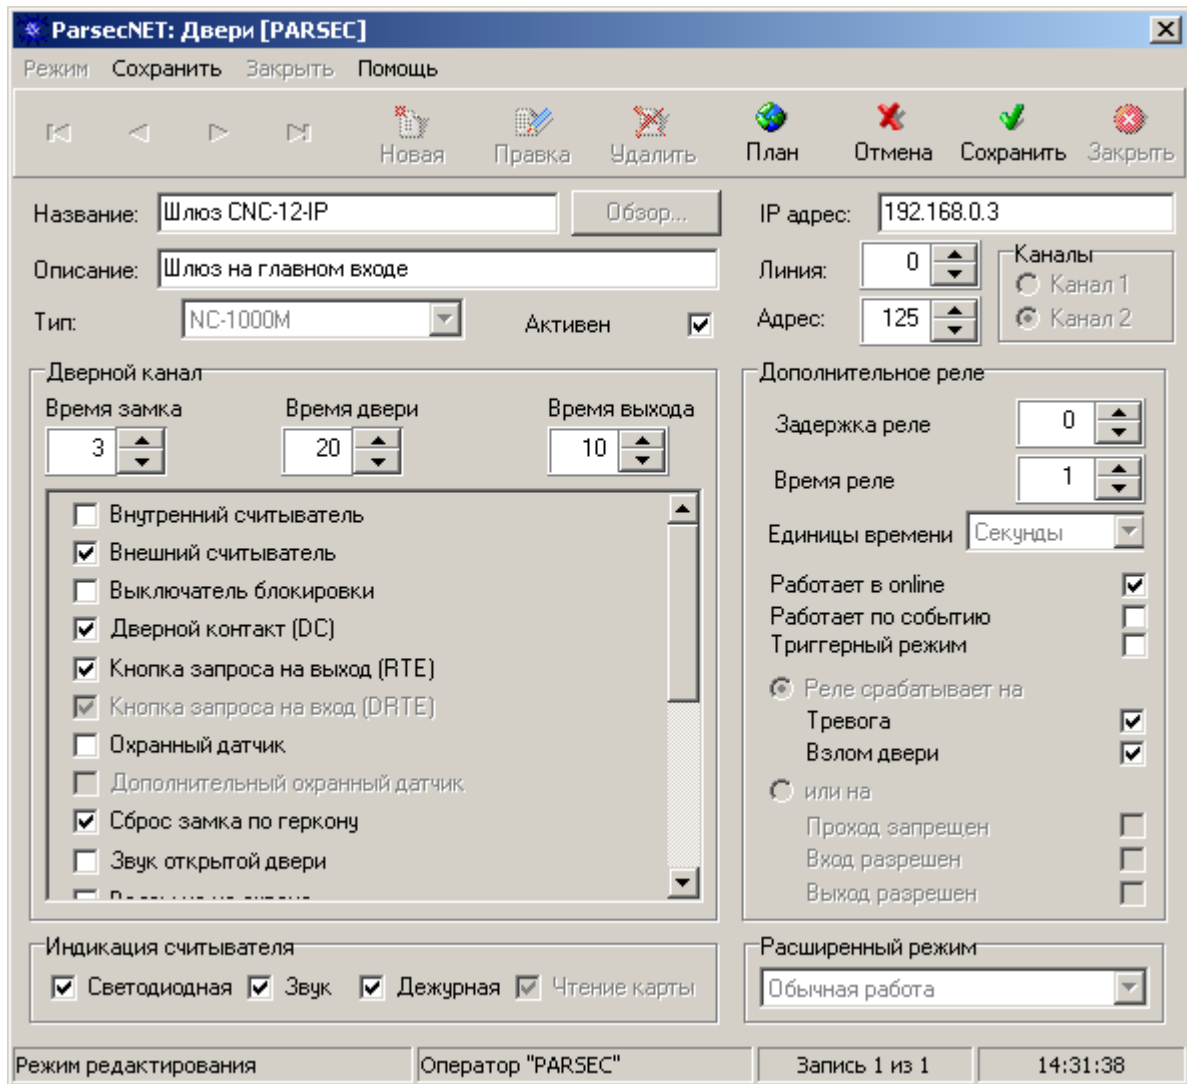 ParsecNET: Двери [PARSEC]
Режим Сохранить Закрыть Помощь
Новая Правка Удалить План Отмена Сохранить Закрыть
Название: Шлюз CNC-12-IP Обзор... IP адрес: 192.168.0.3
Описание: Шлюз на главном входе Линия: 0 Каналы
Канал 1
Тип: NC-1000M Активен Адрес: 125 Канал 2
Дверной канал
Время замка Время двери Время выхода
3 20 10
Внутренний считыватель
Внешний считыватель
Выключатель блокировки
Дверной контакт (DC)
Кнопка запроса на выход (RTE)
Кнопка запроса на вход (DRTE)
Охранный датчик
Дополнительный охранный датчик
Сброс замка по геркону
Звук открытой двери
Дополнительное реле
Задержка реле 0
Время реле 1
Единицы времени Секунды
Работает в online
Работает по событию
Триггерный режим
Реле срабатывает на
Тревога
Взлом двери
или на
Проход запрещен
Вход разрешен
Выход разрешен
Индикация считывателя
Светодиодная Звук Дежурная Чтение карты
Расширенный режим
Обычная работа
Режим редактирования Оператор "PARSEC" Запись 1 из 1 14:31:38